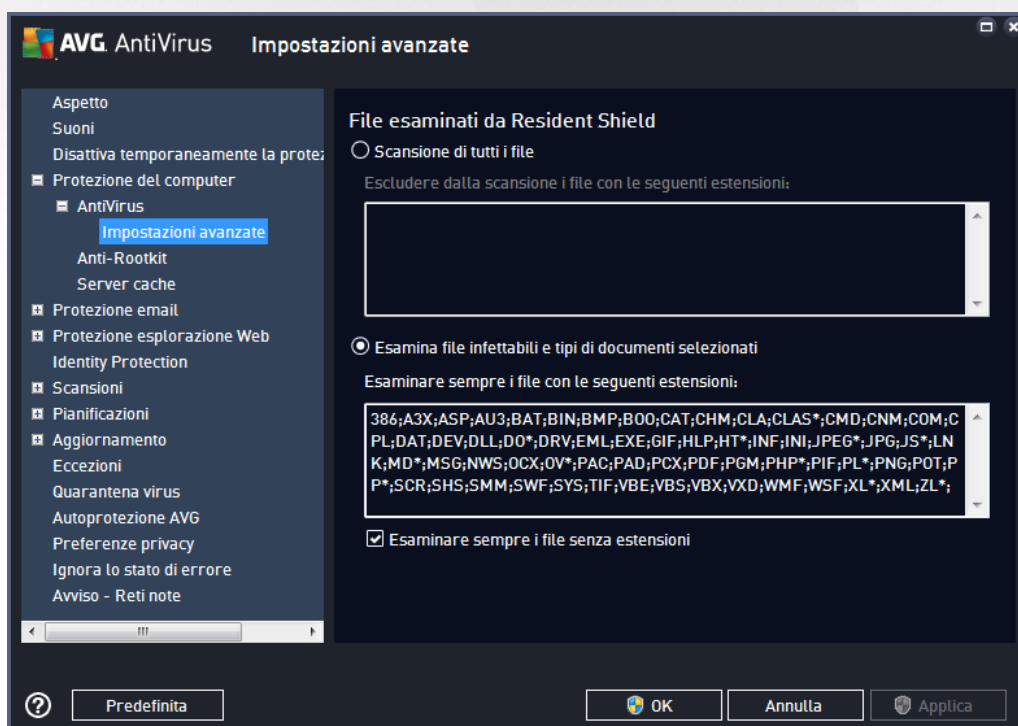 AVG. AntiVirus Impostazioni avanzate
Aspetto
Suoni
Disattiva temporaneamente la protez
Protezione del computer
AntiVirus
Impostazioni avanzate
Anti-Rootkit
Server cache
Protezione email
Protezione esplorazione Web
Identity Protection
Scansioni
Pianificazioni
Aggiornamento
Eccezioni
Quarantena virus
Autoprotezione AVG
Preferenze privacy
Ignora lo stato di errore
Avviso - Reti note
File esaminati da Resident Shield
Scansione di tutti i file
Escludere dalla scansione i file con le seguenti estensioni:
Esamina file infettabili e tipi di documenti selezionati
Esaminare sempre i file con le seguenti estensioni:
386;A3X;ASP;AU3;BAT;BIN;BMP;BOO;CAT;CHM;CLA;CLAS*;CMD;CNM;COM;C
PL;DAT;DEV;DLL;DO*;DRV;EML;EXE;GIF;HLP;HT*;INF;INI;JPEG*;JPG;JS*;LN
K;MD*;MSG;NWS;OCX;OV*;PAC;PAD;PCX;PDF;PGM;PHP*;PIF;PL*;PNG;POT;P
P*;SCR;SHS;SMM;SWF;SYS;TIF;VBE;VBS;VBX;VXD;WMF;WSF;XL*;XML;ZL*;
Esaminare sempre i file senza estensioni
? Predefinita OK Annulla Applica